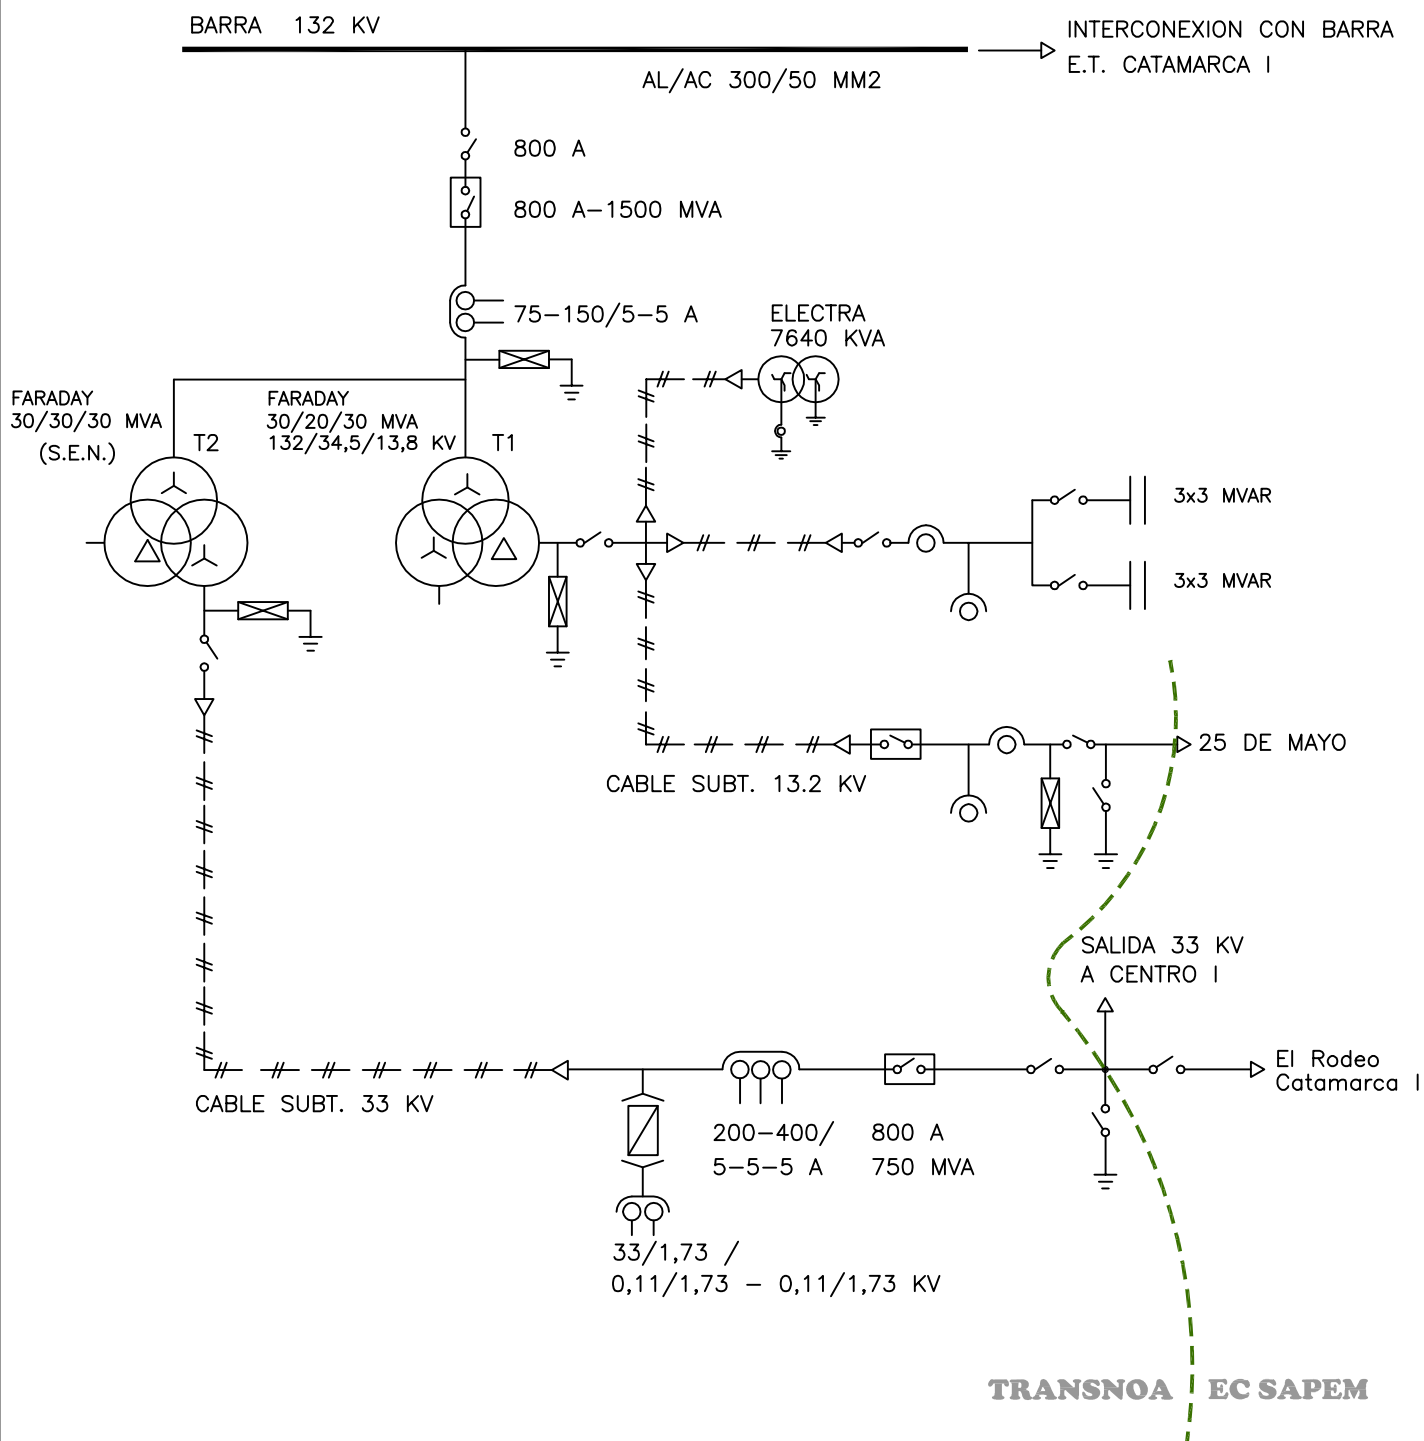 BARRA 132 KV
INTERCONEXION CON BARRA
E.T. CATAMARCA I
AL/AC 300/50 MM2
800 A
800 A-1500 MVA
75-150/5-5 A
ELECTRA
7640 KVA
FARADAY
30/30/30 MVA
(S.E.N.)
T2
FARADAY
30/20/30 MVA
132/34,5/13,8 KV
T1
3x3 MVAR
3x3 MVAR
25 DE MAYO
CABLE SUBT. 13.2 KV
SALIDA 33 KV
A CENTRO I
El Rodeo
Catamarca I
CABLE SUBT. 33 KV
200-400/
5-5-5 A
800 A
750 MVA
33/1,73 /
0,11/1,73 - 0,11/1,73 KV
TRANSNOA
EC SAPEM